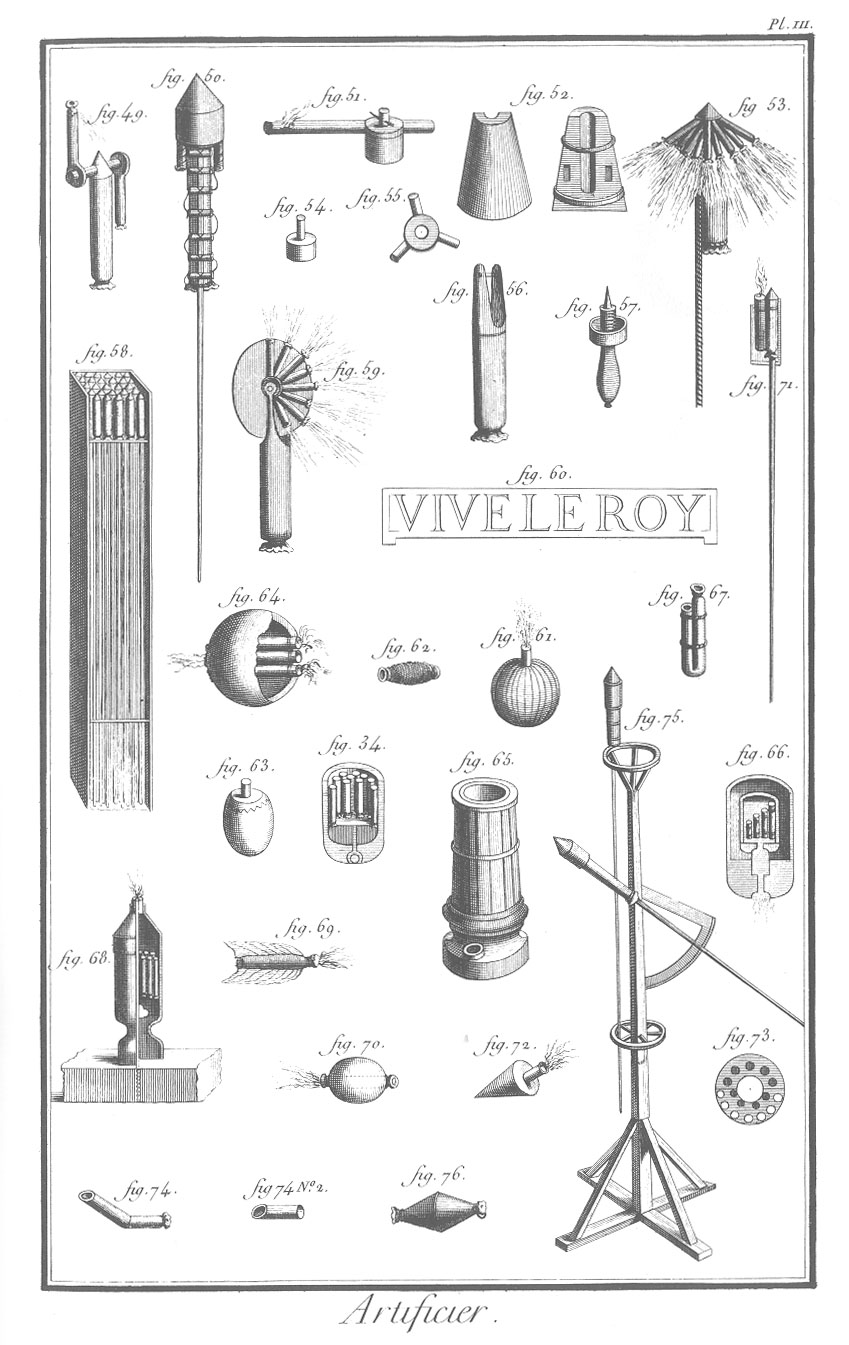 Pl. III.
fig. 49.
fig. 50.
fig. 51.
fig. 52.
fig 53.
fig. 54.
fig. 55.
fig. 56.
fig. 57.
fig. 58.
fig. 59.
fig. 71.
fig. 60.
VIVE LE ROY
fig. 64.
fig. 62.
fig. 61.
fig. 67.
fig. 75.
fig. 63.
fig. 34.
fig. 65.
fig. 66.
fig. 68.
fig. 69.
fig. 70.
fig. 72.
fig. 73.
fig. 74.
fig 74 N.º 2.
fig. 76.
Artificier.